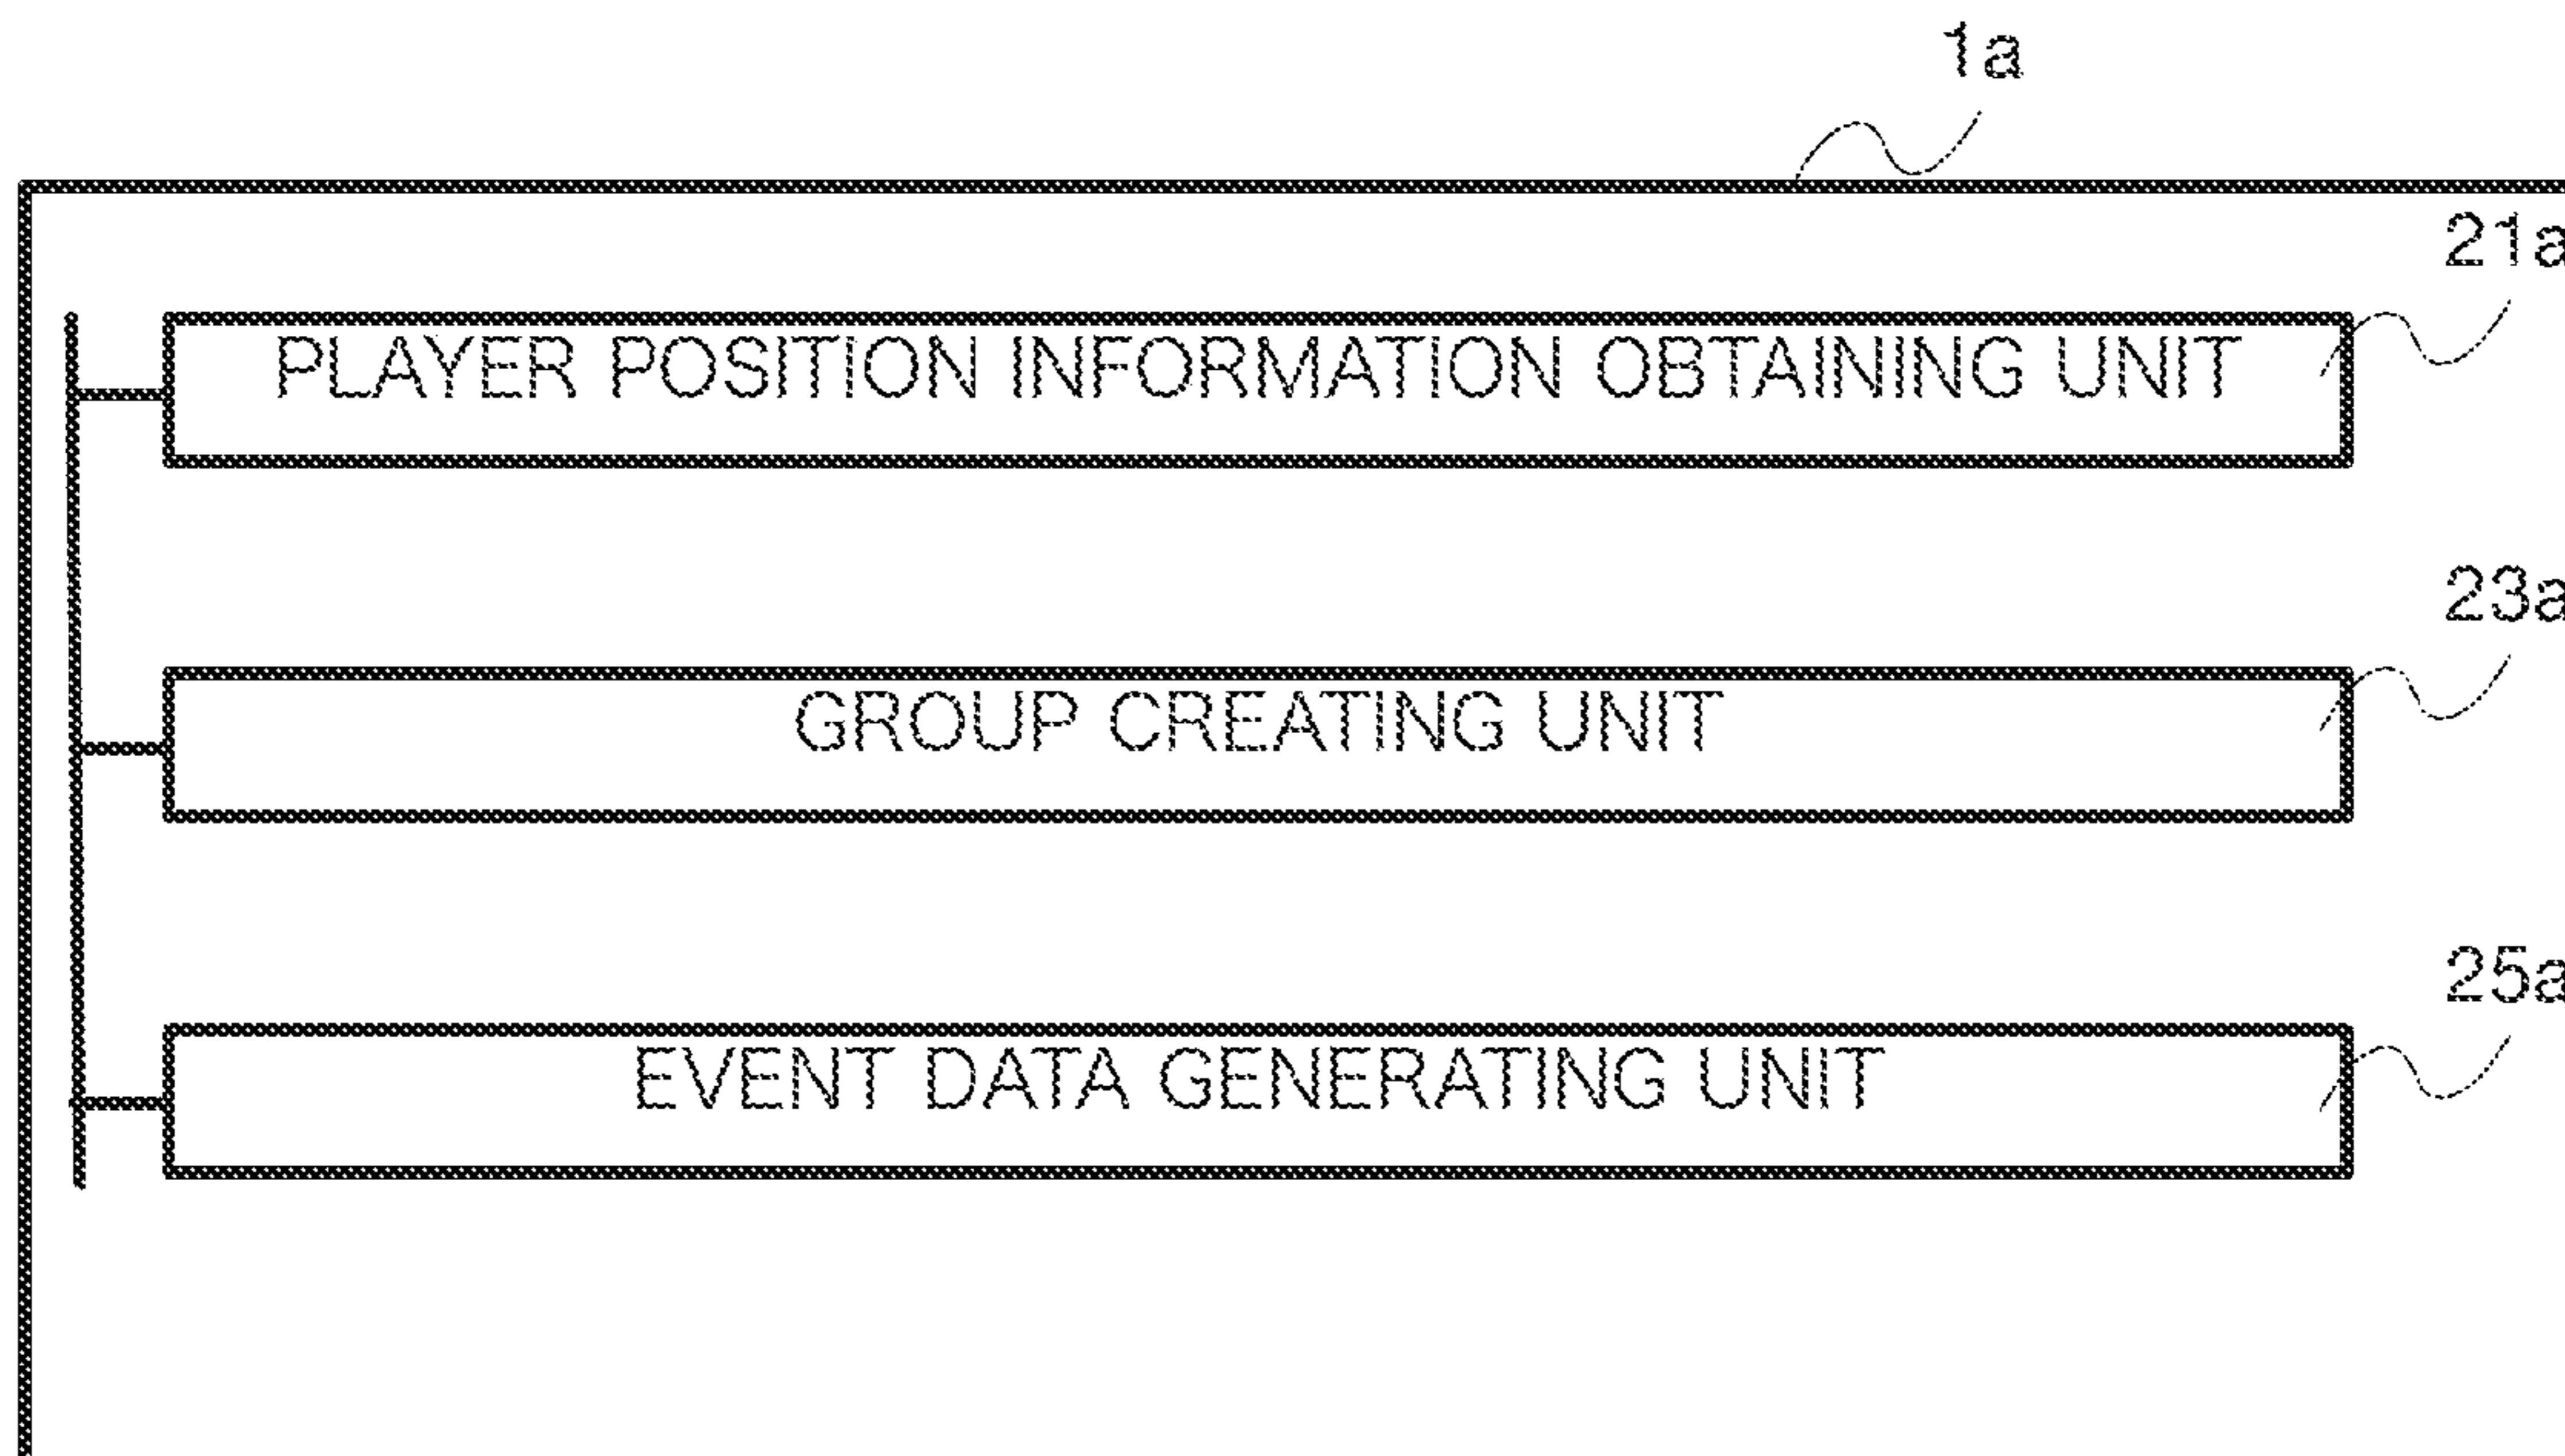 1a
21a
PLAYER POSITION INFORMATION OBTAINING UNIT
23a
GROUP CREATING UNIT
25a
EVENT DATA GENERATING UNIT